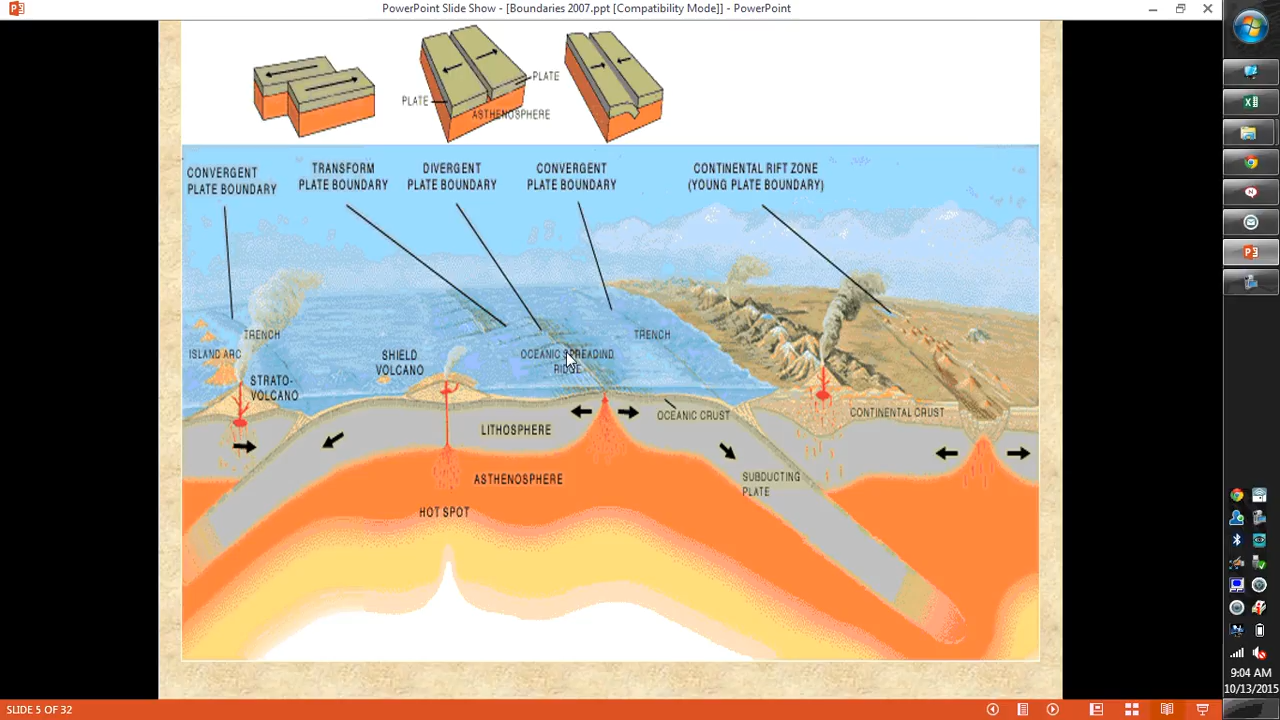 PowerPoint Slide Show - [Boundaries 2007.ppt [Compatibility Mode]] - PowerPoint
PLATE
PLATE
ASTHENOSPHERE
CONVERGENT
PLATE BOUNDARY
TRANSFORM
PLATE BOUNDARY
DIVERGENT
PLATE BOUNDARY
CONVERGENT
PLATE BOUNDARY
CONTINENTAL RIFT ZONE
(YOUNG PLATE BOUNDARY)
TRENCH
ISLAND ARC
STRATO-
VOLCANO
SHIELD
VOLCANO
OCEANIC SPREADING
RIDGE
TRENCH
LITHOSPHERE
OCEANIC CRUST
CONTINENTAL CRUST
ASTHENOSPHERE
SUBDUCTING
PLATE
HOT SPOT
9:04 AM
10/13/2015
SLIDE 5 OF 32